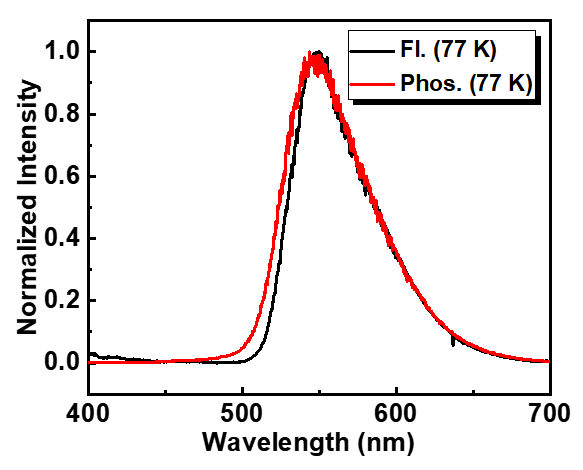 Fl. (77 K)
Phos. (77 K)
Normalized Intensity
1.0
0.8
0.6
0.4
0.2
0.0
400
500
600
700
Wavelength (nm)